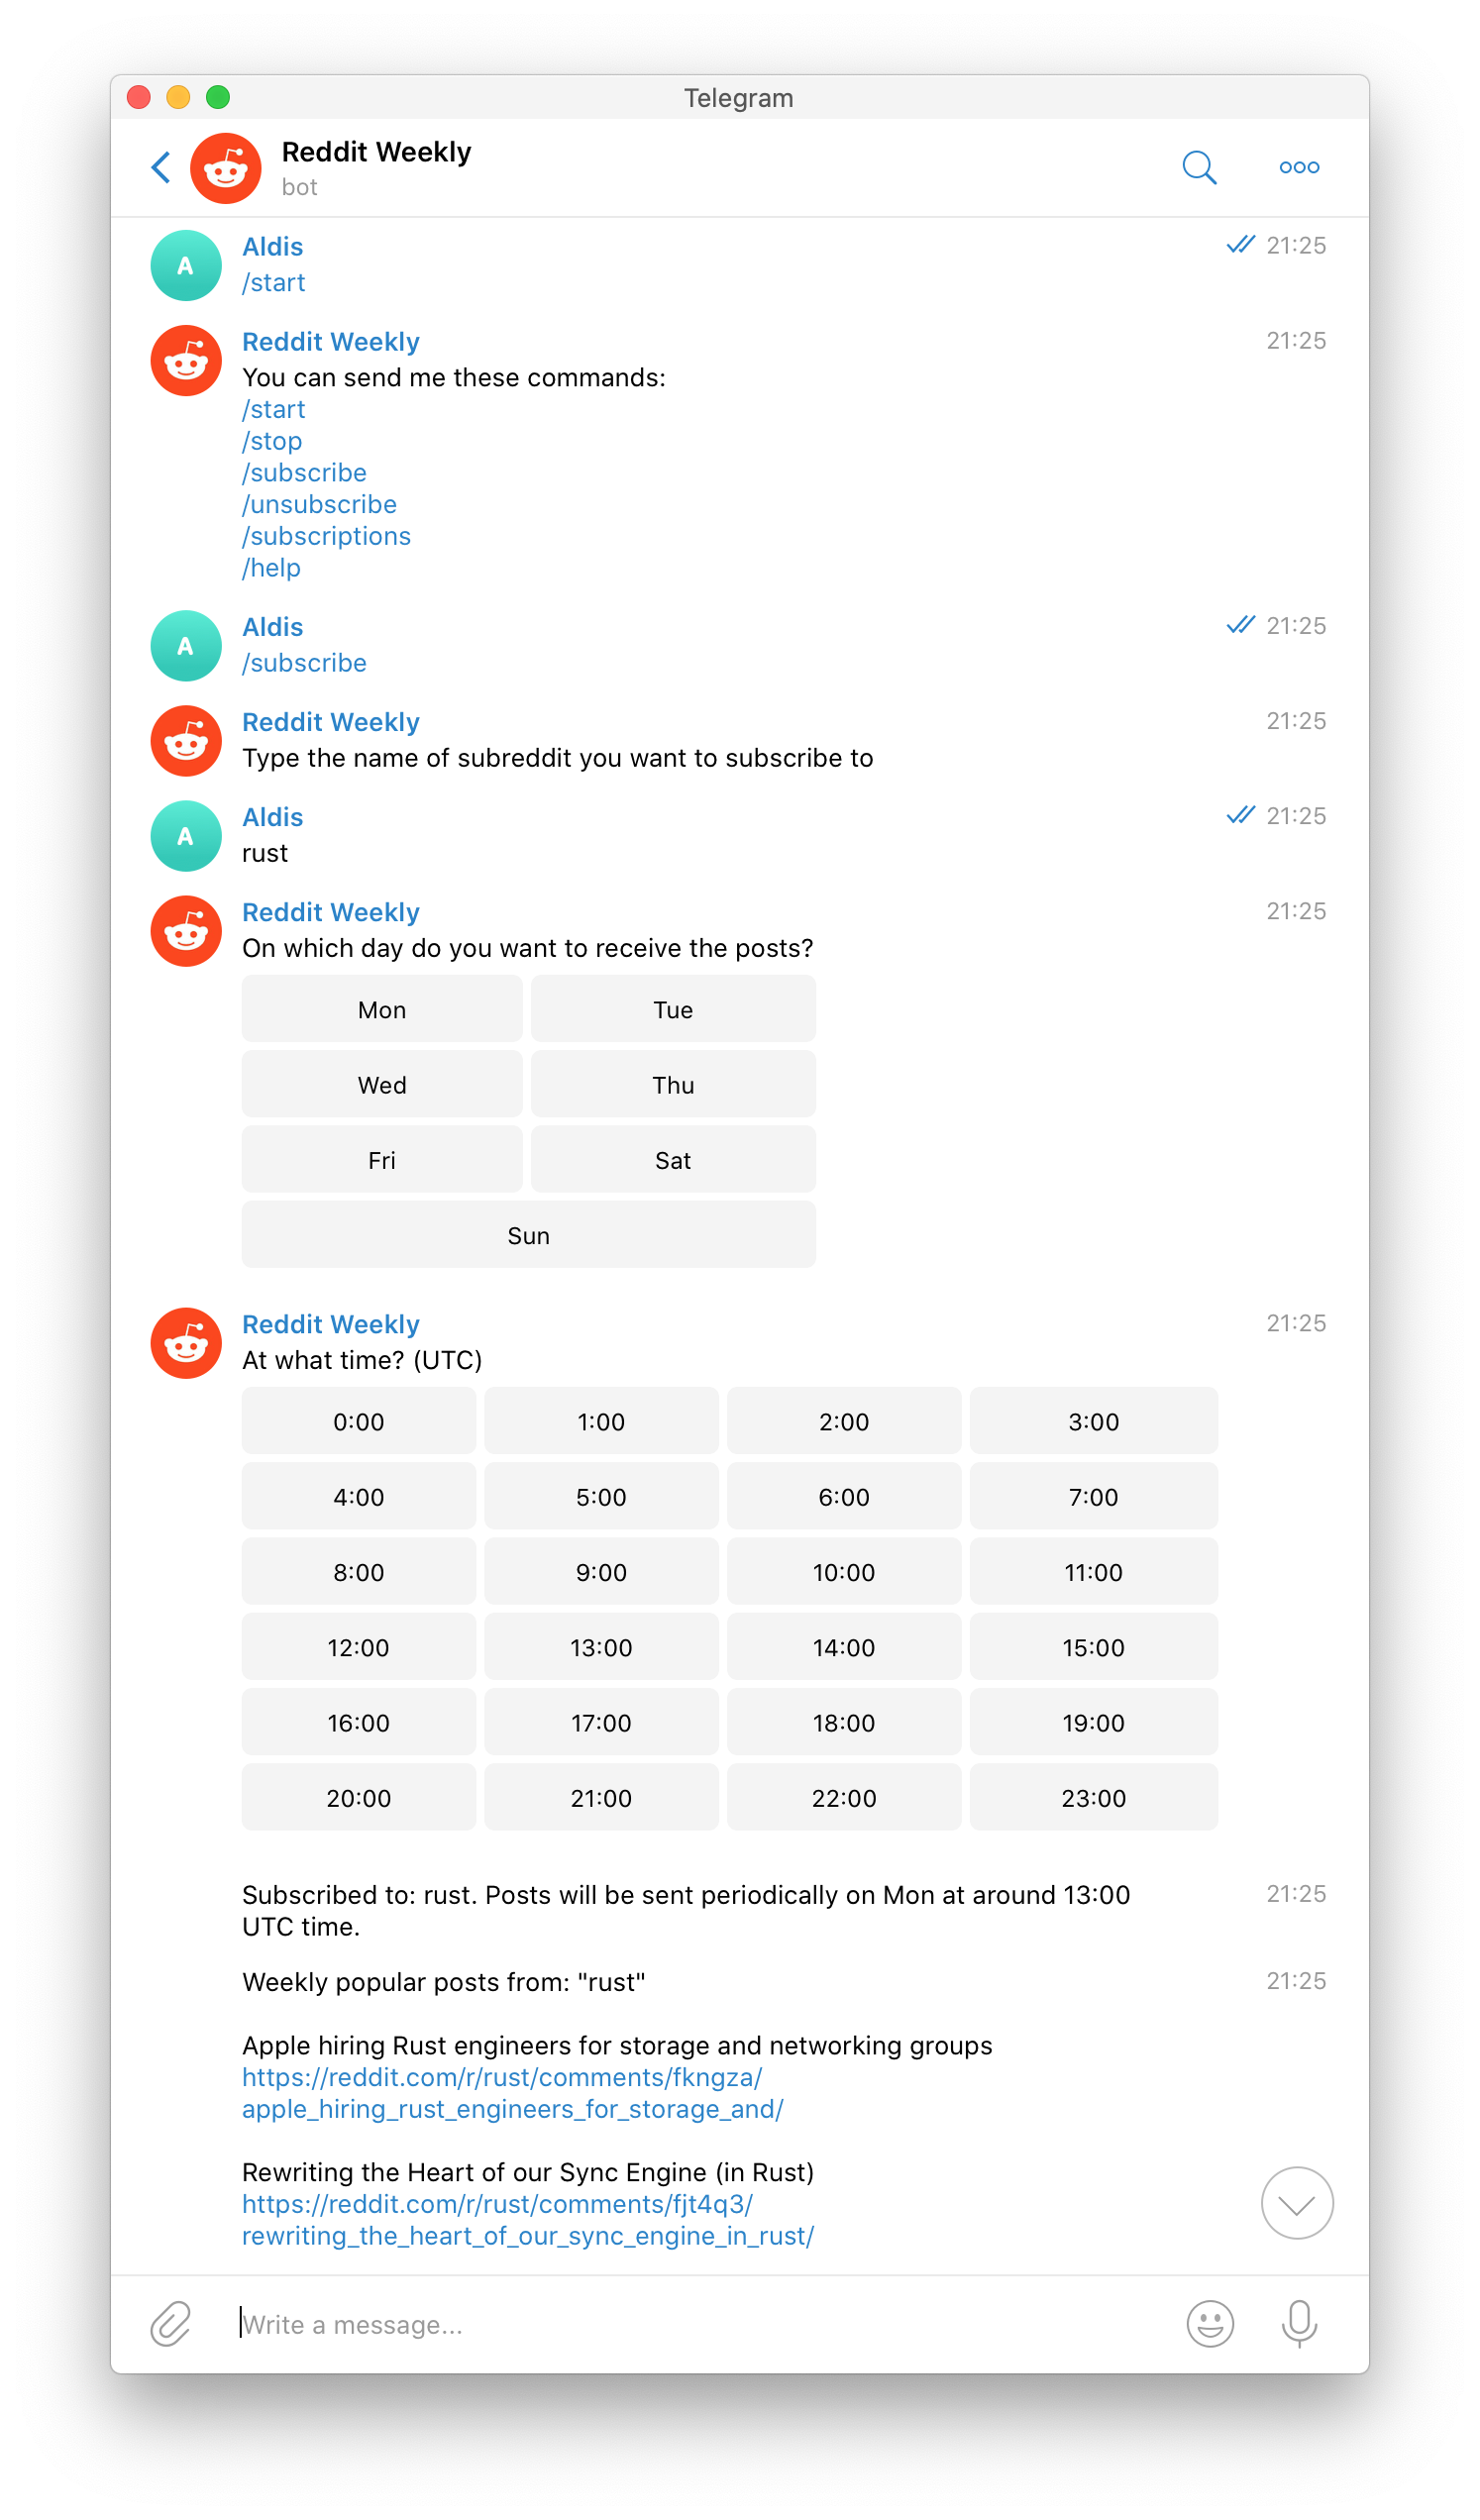 Telegram
Reddit Weekly
bot
Aldis 21:25
/start
Reddit Weekly 21:25
You can send me these commands:
/start
/stop
/subscribe
/unsubscribe
/subscriptions
/help
Aldis 21:25
/subscribe
Reddit Weekly 21:25
Type the name of subreddit you want to subscribe to
Aldis 21:25
rust
Reddit Weekly 21:25
On which day do you want to receive the posts?
Mon Tue
Wed Thu
Fri Sat
Sun
Reddit Weekly 21:25
At what time? (UTC)
0:00 1:00 2:00 3:00
4:00 5:00 6:00 7:00
8:00 9:00 10:00 11:00
12:00 13:00 14:00 15:00
16:00 17:00 18:00 19:00
20:00 21:00 22:00 23:00
Subscribed to: rust. Posts will be sent periodically on Mon at around 13:00 21:25
UTC time.
Weekly popular posts from: "rust" 21:25
Apple hiring Rust engineers for storage and networking groups
https://reddit.com/r/rust/comments/fkngza/
apple_hiring_rust_engineers_for_storage_and/
Rewriting the Heart of our Sync Engine (in Rust)
https://reddit.com/r/rust/comments/fjt4q3/
rewriting_the_heart_of_our_sync_engine_in_rust/
Write a message...